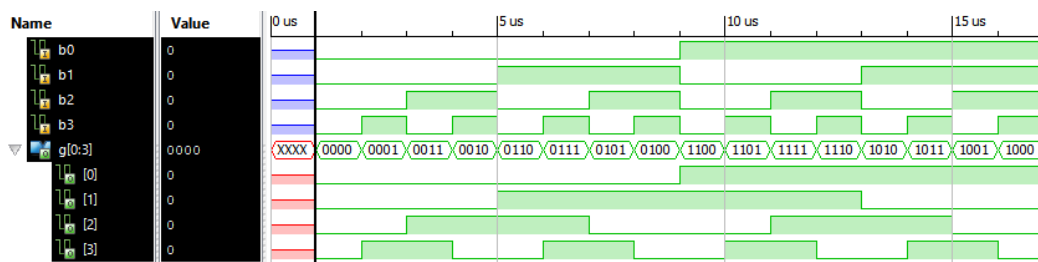 Name Value 0 us 5 us 10 us 15 us
b0 0
b1 0
b2 0
b3 0
g[0:3] 0000 XXXX 0000 0001 0011 0010 0110 0111 0101 0100 1100 1101 1111 1110 1010 1011 1001 1000
[0] 0
[1] 0
[2] 0
[3] 0